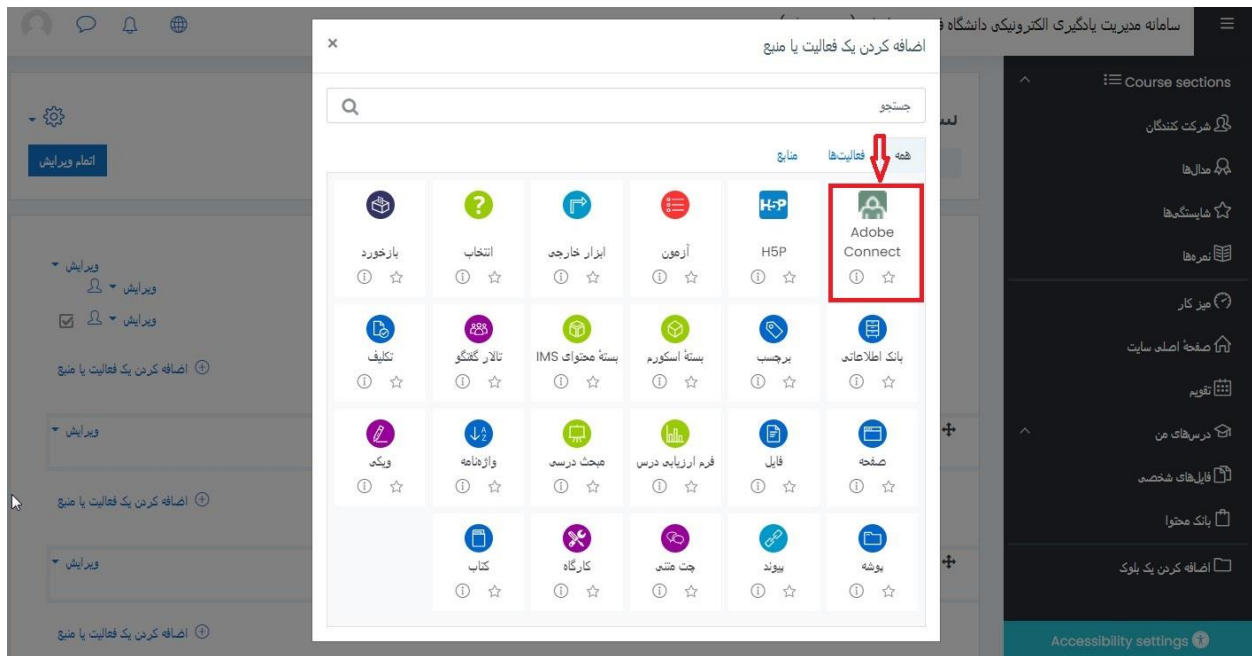 سامانه مدیریت یادگیری الکترونیکی دانشگاه
اضافه کردن یک فعالیت یا منبع
×
جستجو
همه
فعالیت‌ها
منابع
Adobe Connect
H5P
H5P
آزمون
ابزار خارجی
انتخاب
بازخورد
بانک اطلاعاتی
برچسب
بستهٔ اسکورم
بستهٔ محتوای IMS
تالار گفتگو
تکلیف
صفحه
فایل
فرم ارزیابی درس
مبحث درسی
واژه‌نامه
ویکی
پوشه
پیوند
چت متنی
کارگاه
کتاب
Course sections
شرکت کنندگان
مدال‌ها
شایستگی‌ها
نمره‌ها
میز کار
صفحهٔ اصلی سایت
تقویم
درس‌های من
فایل‌های شخصی
بانک محتوا
اضافه کردن یک بلوک
Accessibility settings
اتمام ویرایش
ویرایش
ویرایش
ویرایش
اضافه کردن یک فعالیت یا منبع
ویرایش
اضافه کردن یک فعالیت یا منبع
ویرایش
اضافه کردن یک فعالیت یا منبع